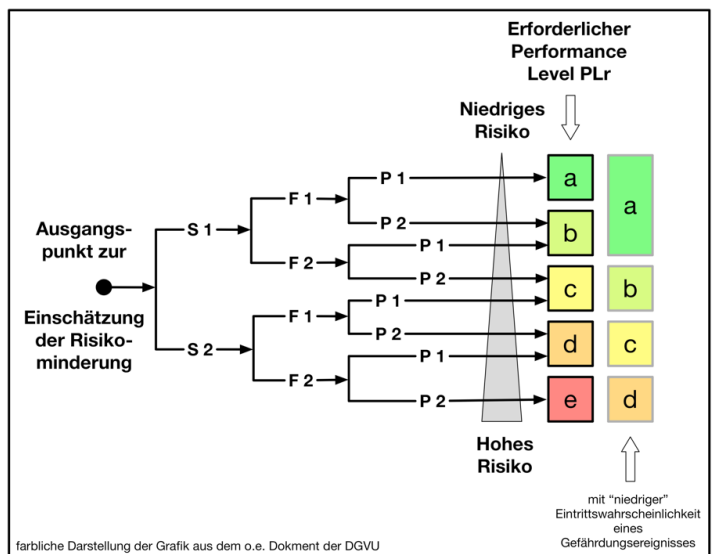 Erforderlicher
Performance
Level PLr
Niedriges
Risiko
Ausgangs-
punkt zur
Einschätzung
der Risiko-
minderung
S 1
S 2
F 1
F 2
F 1
F 2
P 1
P 2
P 1
P 2
P 1
P 2
P 1
P 2
a
b
c
d
e
a
b
c
d
Hohes
Risiko
mit “niedriger”
Eintrittswahrscheinlichkeit
eines
Gefährdungsereignisses
farbliche Darstellung der Grafik aus dem o.e. Dokment der DGVU